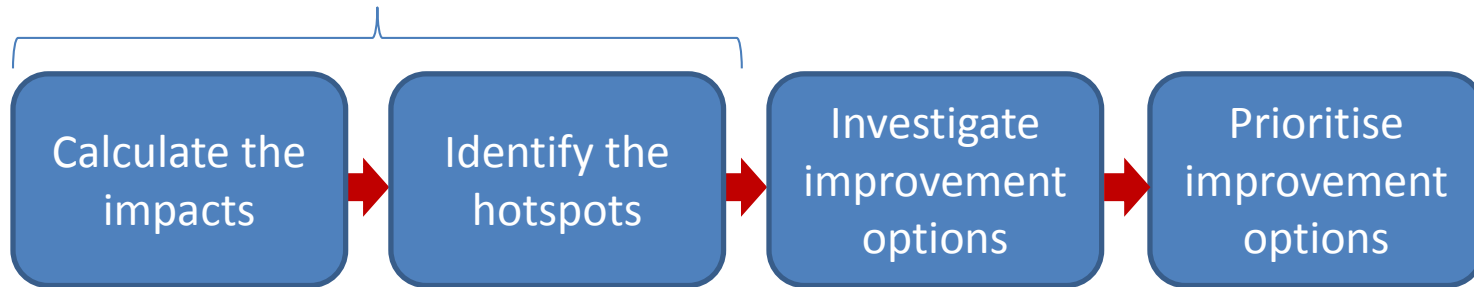 Calculate the
impacts
Identify the
hotspots
Investigate
improvement
options
Prioritise
improvement
options